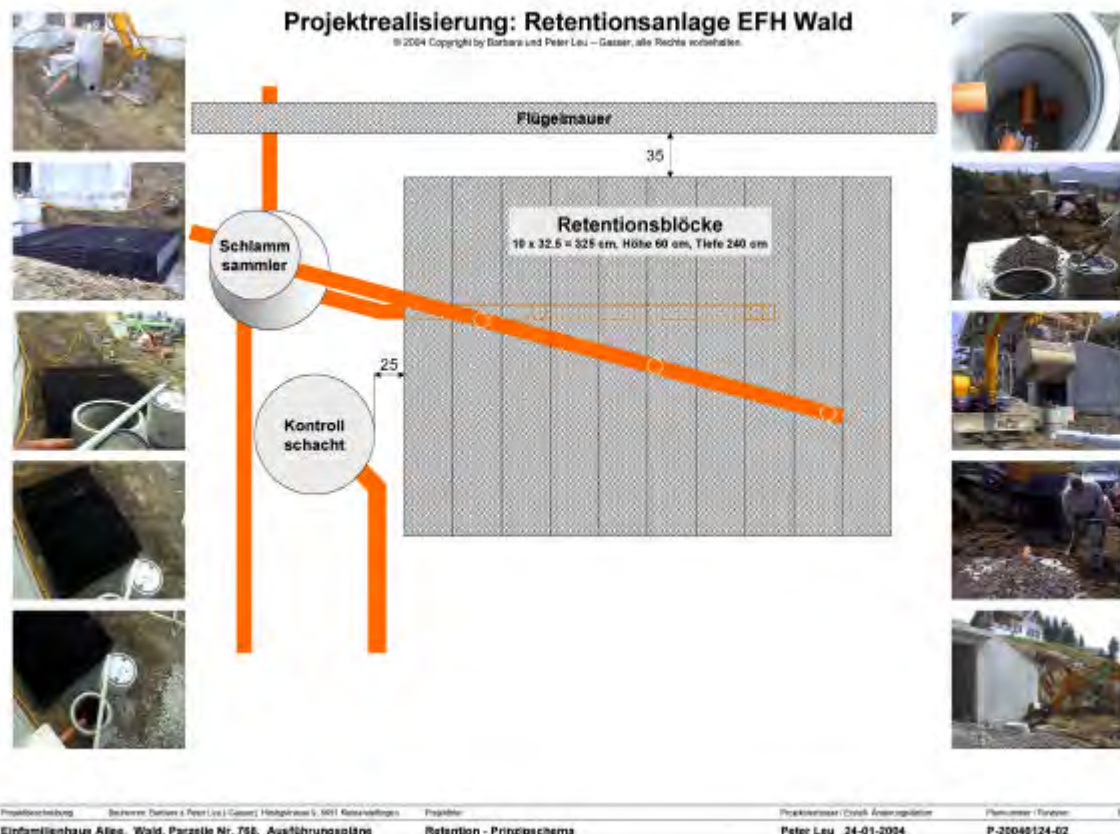 Projektrealisierung: Retentionsanlage EFH Wald
© 2004 Copyright by Barbara und Peter Leu – Gasser, alle Rechte vorbehalten.
Flügelmauer
35
Retentionsblöcke
10 x 32.5 = 325 cm, Höhe 60 cm, Tiefe 240 cm
Schlamm
sammler
25
Kontroll
schacht
Projektbeschreibung
Einfamilienhaus Allee, Wald, Parzelle Nr. 768, Ausführungspläne
Retention - Prinzipschema
Peter Leu 24-01-2004
P-20040124-02